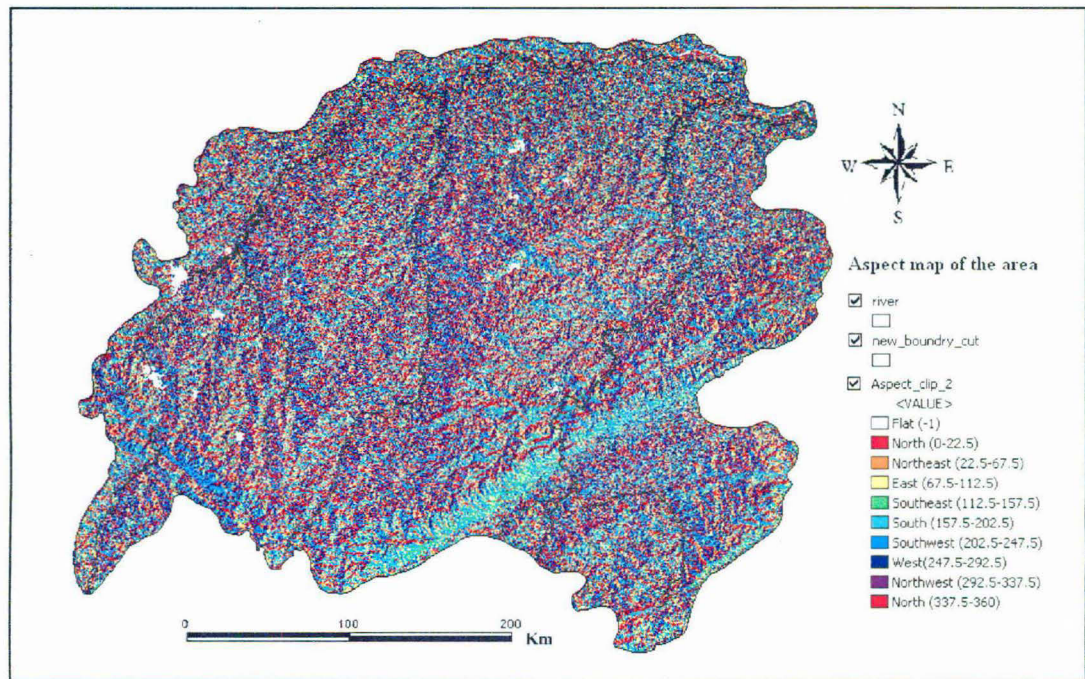 N
W E
S
Aspect map of the area
river
new_boundry_cut
Aspect_clip_2
<VALUE>
Flat (-1)
North (0-22.5)
Northeast (22.5-67.5)
East (67.5-112.5)
Southeast (112.5-157.5)
South (157.5-202.5)
Southwest (202.5-247.5)
West(247.5-292.5)
Northwest (292.5-337.5)
North (337.5-360)
0 100 200
Km